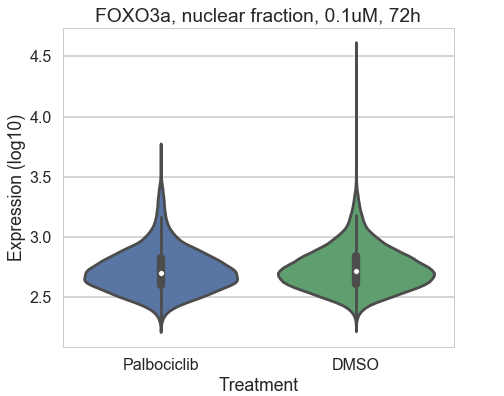 FOXO3a, nuclear fraction, 0.1uM, 72h
Expression (log10)
4.5
4.0
3.5
3.0
2.5
Palbociclib
DMSO
Treatment